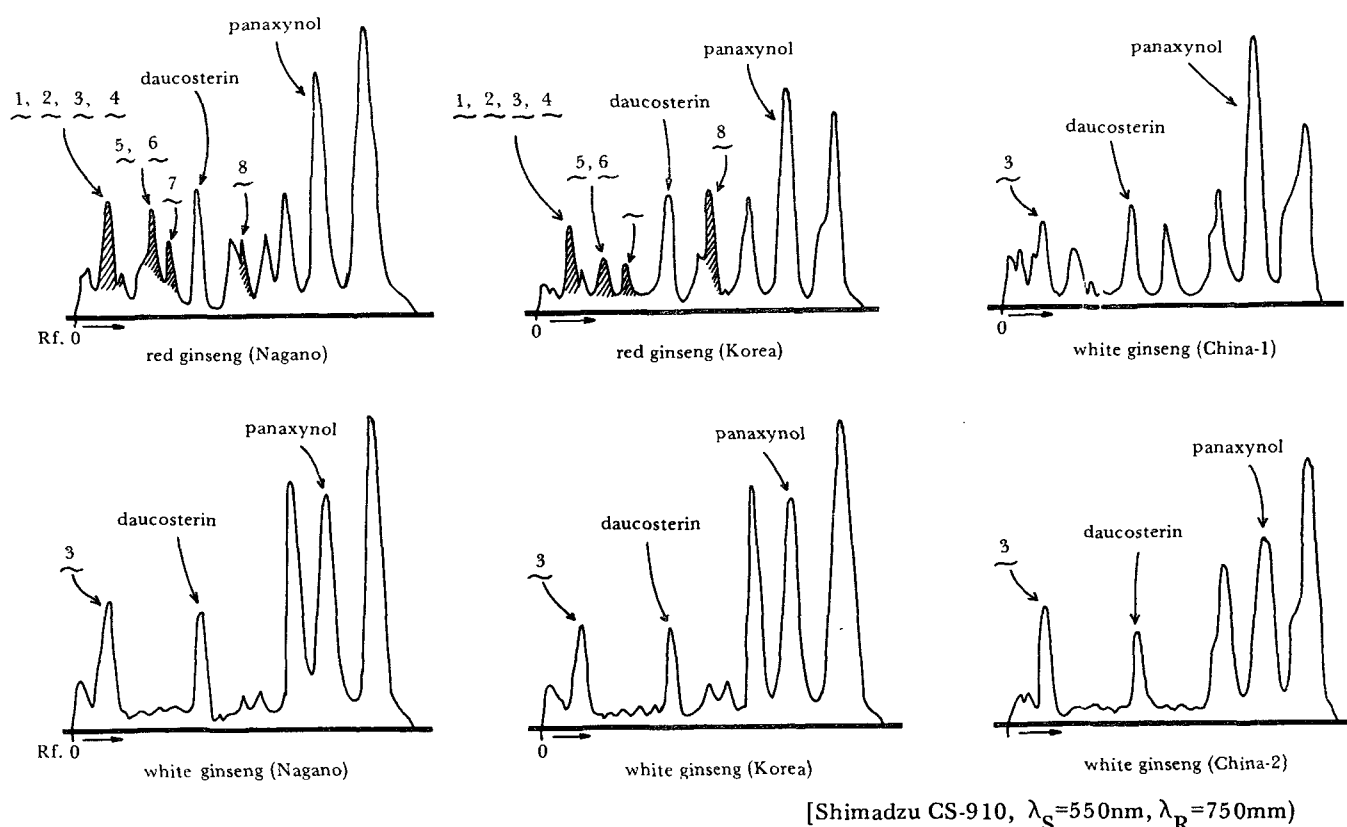 panaxynol
daucosterin
1, 2, 3, 4
5, 6
7
8
Rf. 0
red ginseng (Nagano)
panaxynol
daucosterin
1, 2, 3, 4
5, 6
8
0
red ginseng (Korea)
panaxynol
daucosterin
3
0
white ginseng (China-1)
panaxynol
daucosterin
3
Rf. 0
white ginseng (Nagano)
panaxynol
daucosterin
3
0
white ginseng (Korea)
panaxynol
daucosterin
3
0
white ginseng (China-2)
[Shimadzu CS-910, λS=550nm, λR=750mm)